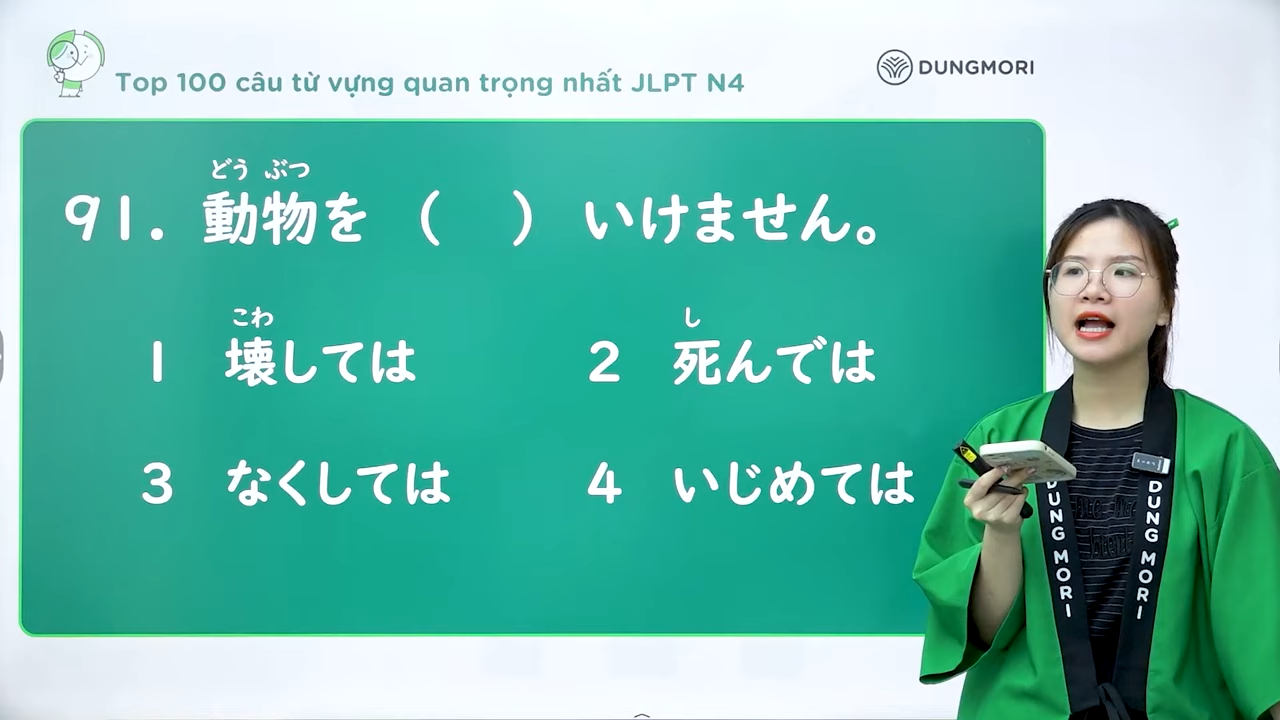 Top 100 câu từ vựng quan trọng nhất JLPT N4
DUNGMORI
どう ぶつ
91. 動物を ( ) いけません。
こわ
1 壊しては
し
2 死んでは
3 なくしては
4 いじめては
DUNG MORI
DUNG MORI